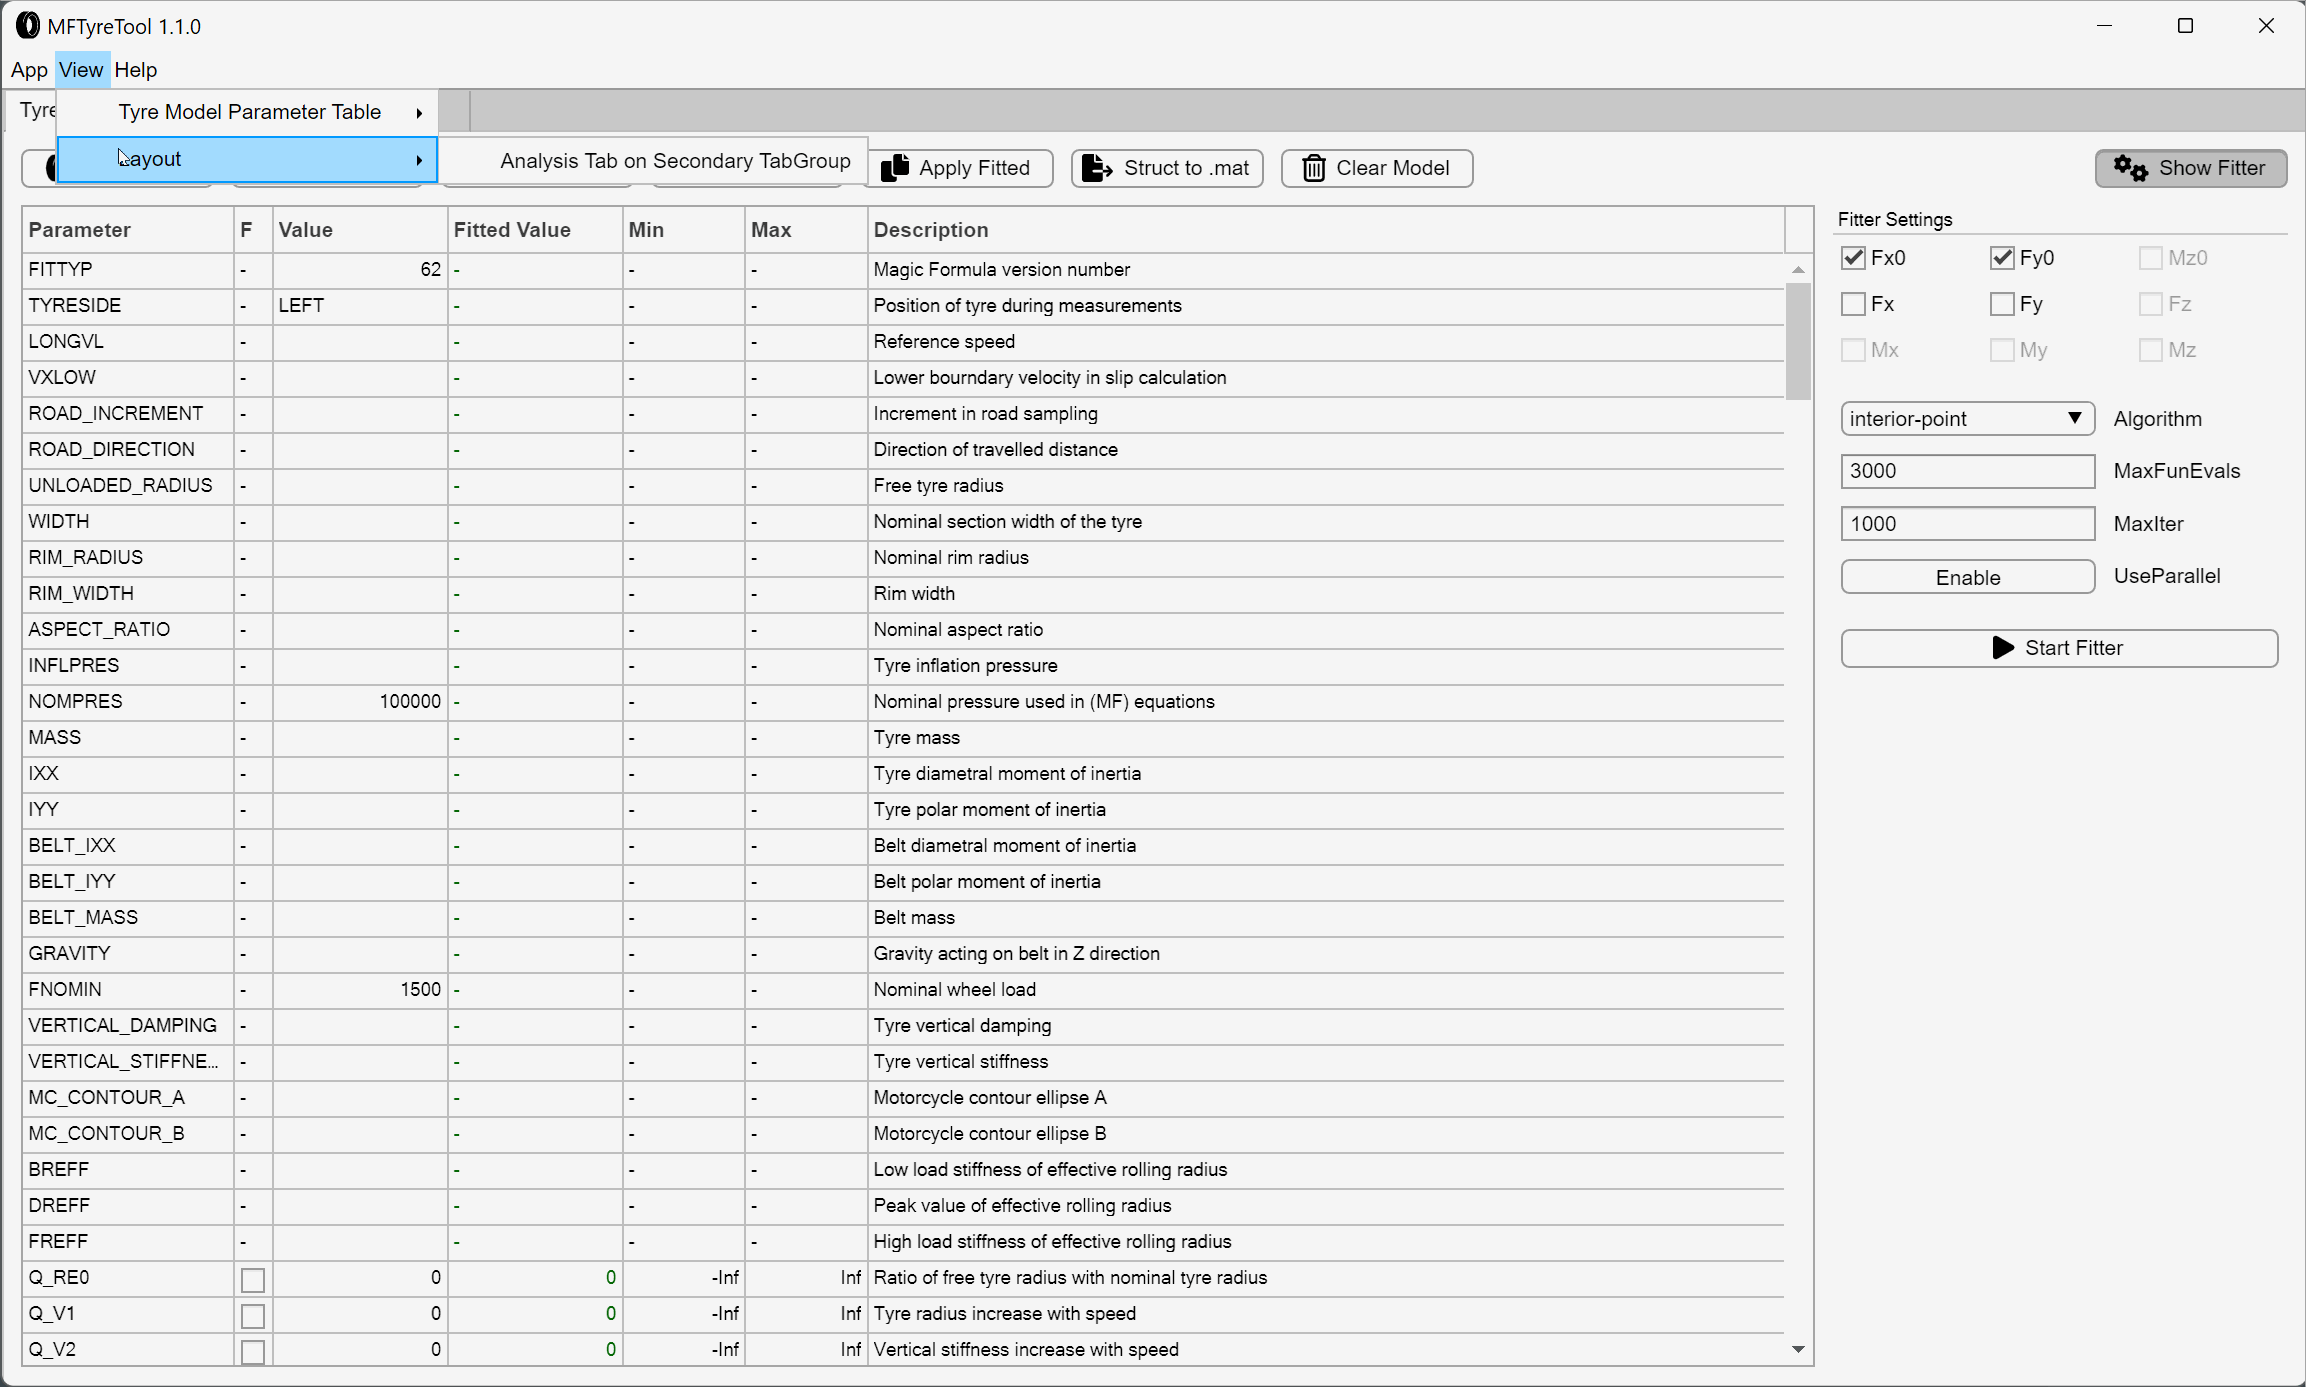 MFTyreTool 1.1.0
App View Help
Tyre
Tyre Model Parameter Table
Layout
Analysis Tab on Secondary TabGroup
Apply Fitted
Struct to .mat
Clear Model
Show Fitter
Parameter F Value Fitted Value Min Max Description
FITTYP - 62 - - - Magic Formula version number
TYRESIDE - LEFT - - - Position of tyre during measurements
LONGVL - - - - Reference speed
VXLOW - - - - Lower bourndary velocity in slip calculation
ROAD_INCREMENT - - - - Increment in road sampling
ROAD_DIRECTION - - - - Direction of travelled distance
UNLOADED_RADIUS - - - - Free tyre radius
WIDTH - - - - Nominal section width of the tyre
RIM_RADIUS - - - - Nominal rim radius
RIM_WIDTH - - - - Rim width
ASPECT_RATIO - - - - Nominal aspect ratio
INFLPRES - - - - Tyre inflation pressure
NOMPRES - 100000 - - - Nominal pressure used in (MF) equations
MASS - - - - Tyre mass
IXX - - - - Tyre diametral moment of inertia
IYY - - - - Tyre polar moment of inertia
BELT_IXX - - - - Belt diametral moment of inertia
BELT_IYY - - - - Belt polar moment of inertia
BELT_MASS - - - - Belt mass
GRAVITY - - - - Gravity acting on belt in Z direction
FNOMIN - 1500 - - - Nominal wheel load
VERTICAL_DAMPING - - - - Tyre vertical damping
VERTICAL_STIFFNE... - - - - Tyre vertical stiffness
MC_CONTOUR_A - - - - Motorcycle contour ellipse A
MC_CONTOUR_B - - - - Motorcycle contour ellipse B
BREFF - - - - Low load stiffness of effective rolling radius
DREFF - - - - Peak value of effective rolling radius
FREFF - - - - High load stiffness of effective rolling radius
Q_RE0 0 0 -Inf Inf Ratio of free tyre radius with nominal tyre radius
Q_V1 0 0 -Inf Inf Tyre radius increase with speed
Q_V2 0 0 -Inf Inf Vertical stiffness increase with speed
Fitter Settings
Fx0 Fy0 Mz0
Fx Fy Fz
Mx My Mz
interior-point Algorithm
3000 MaxFunEvals
1000 MaxIter
Enable UseParallel
Start Fitter